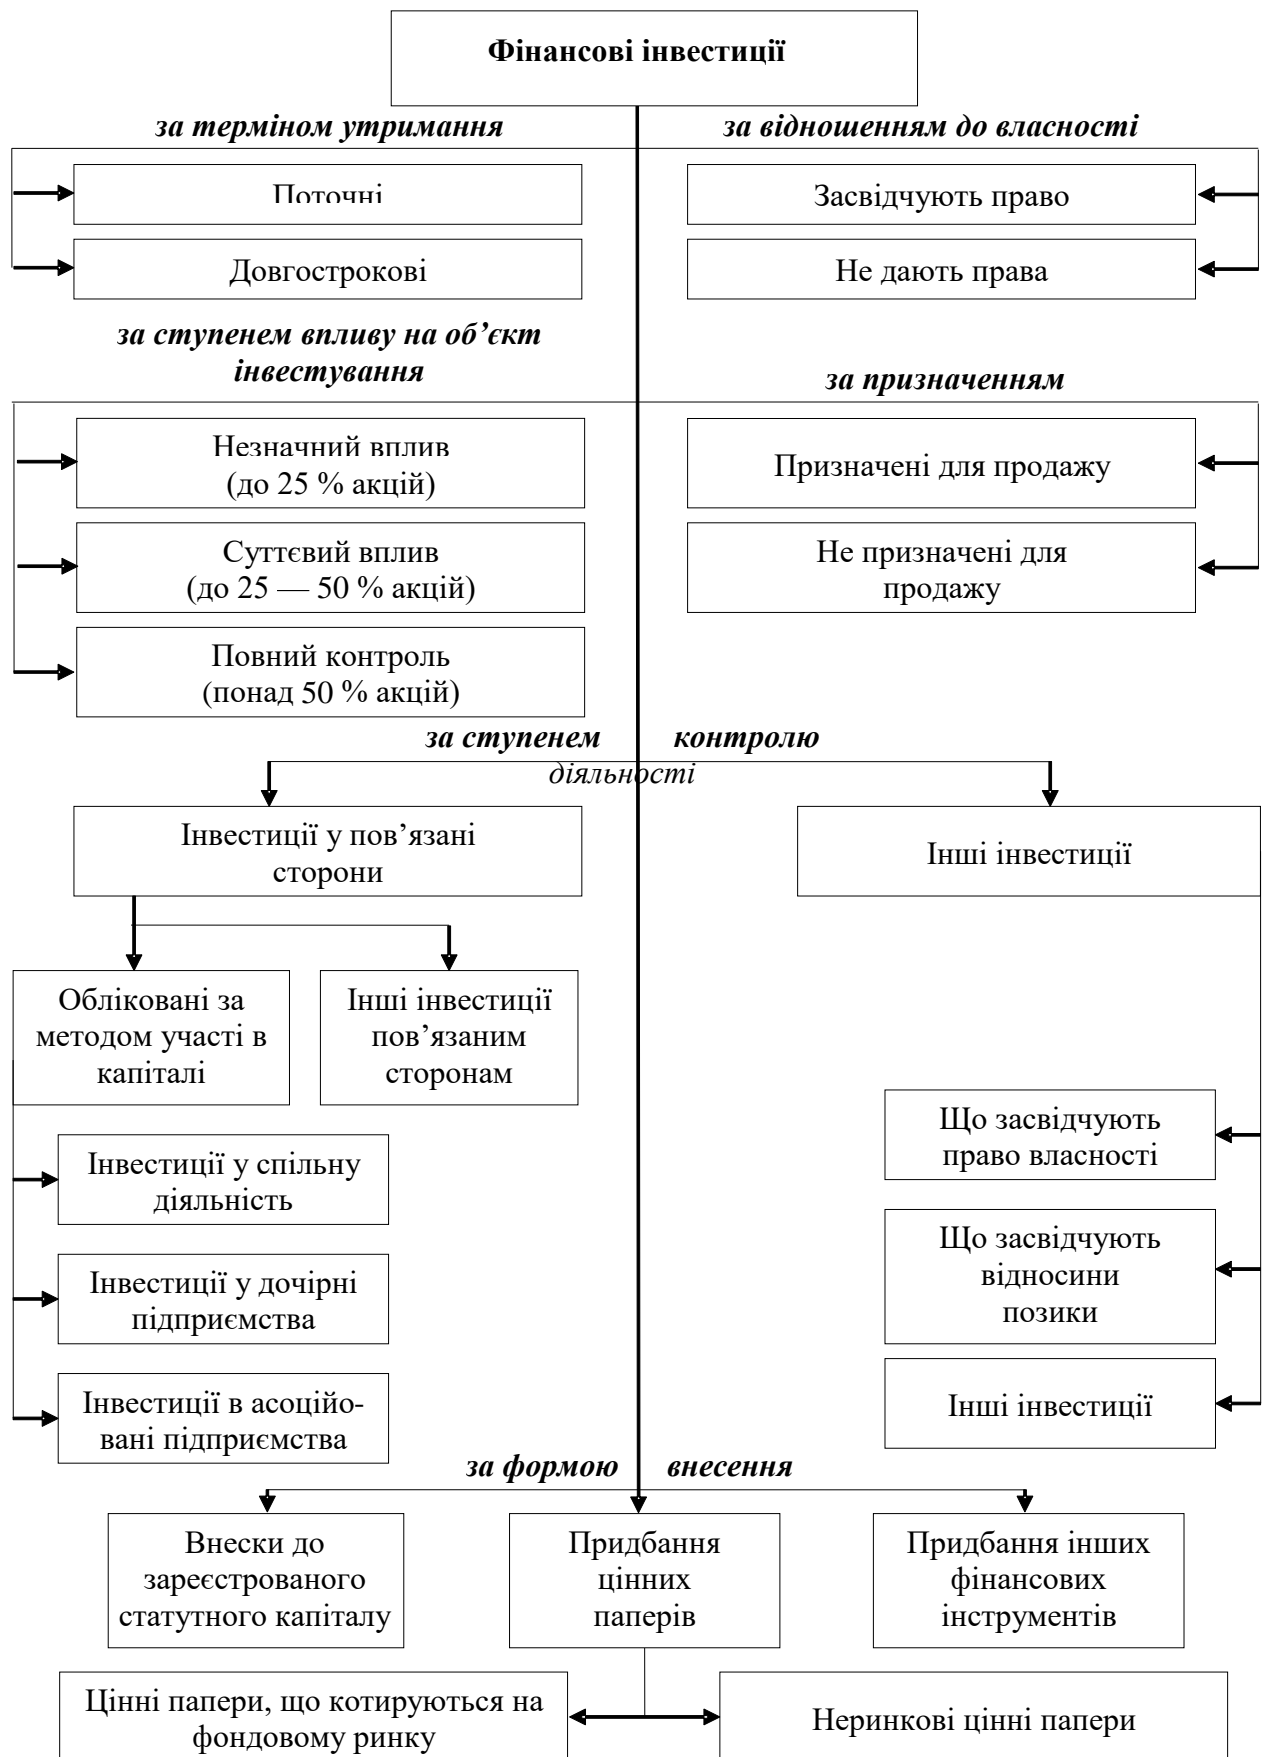 Фінансові інвестиції
за терміном утримання
за відношенням до власності
Поточні
Засвідчують право
Довгострокові
Не дають права
за ступенем впливу на об’єкт
інвестування
за призначенням
Незначний вплив
(до 25 % акцій)
Призначені для продажу
Суттєвий вплив
(до 25 — 50 % акцій)
Не призначені для
продажу
Повний контроль
(понад 50 % акцій)
за ступенем контролю
діяльності
Інвестиції у пов’язані
сторони
Інші інвестиції
Обліковані за
методом участі в
капіталі
Інші інвестиції
пов’язаним
сторонам
Що засвідчують
право власності
Інвестиції у спільну
діяльність
Що засвідчують
відносини
позики
Інвестиції у дочірні
підприємства
Інші інвестиції
Інвестиції в асоційо-
вані підприємства
за формою внесення
Внески до
зареєстрованого
статутного капіталу
Придбання
цінних
паперів
Придбання інших
фінансових
інструментів
Цінні папери, що котируються на
фондовому ринку
Неринкові цінні папери